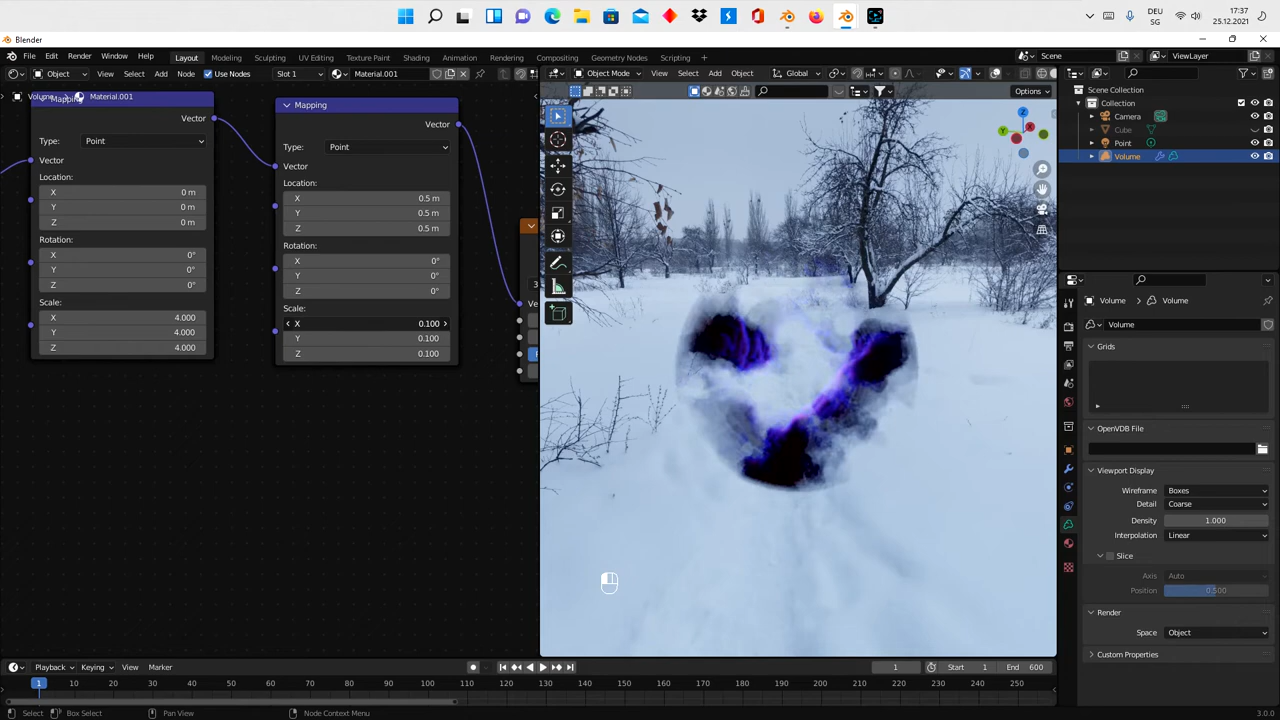 DEU
SG
17:37
25.12.2021
Blender
File Edit Render Window Help
Layout Modeling Sculpting UV Editing Texture Paint Shading Animation Rendering Compositing Geometry Nodes Scripting
Scene
ViewLayer
Object View Select Add Node Use Nodes Slot 1 Material.001
Object Mode View Select Add Object Global
Options
Material.001
Mapping
Vector
Type: Point
Vector
Location:
X 0 m
Y 0 m
Z 0 m
Rotation:
X 0°
Y 0°
Z 0°
Scale:
X 4.000
Y 4.000
Z 4.000
Mapping
Vector
Type: Point
Vector
Location:
X 0.5 m
Y 0.5 m
Z 0.5 m
Rotation:
X 0°
Y 0°
Z 0°
Scale:
X 0.100
Y 0.100
Z 0.100
Z
Y
X
Scene Collection
Collection
Camera
Cube
Point
Volume
Volume > Volume
Volume
Grids
OpenVDB File
Viewport Display
Wireframe Boxes
Detail Coarse
Density 1.000
Interpolation Linear
Slice
Axis Auto
Position 0.500
Render
Space Object
Custom Properties
Playback Keying View Marker
1 Start 1 End 600
1 10 20 30 40 50 60 70 80 90 100 110 120 130 140 150 160 170 180 190 200 210 220 230 240 250
Select Box Select Pan View Node Context Menu 3.0.0